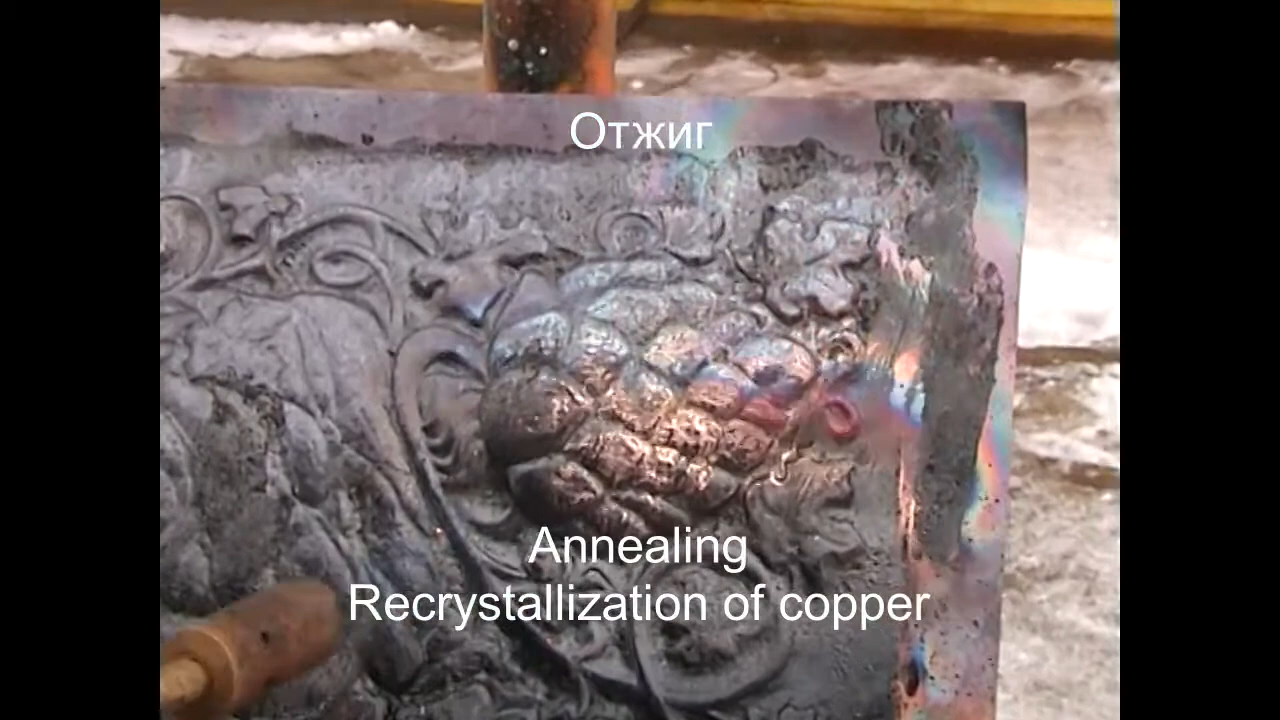 Отжиг
Annealing
Recrystallization of copper